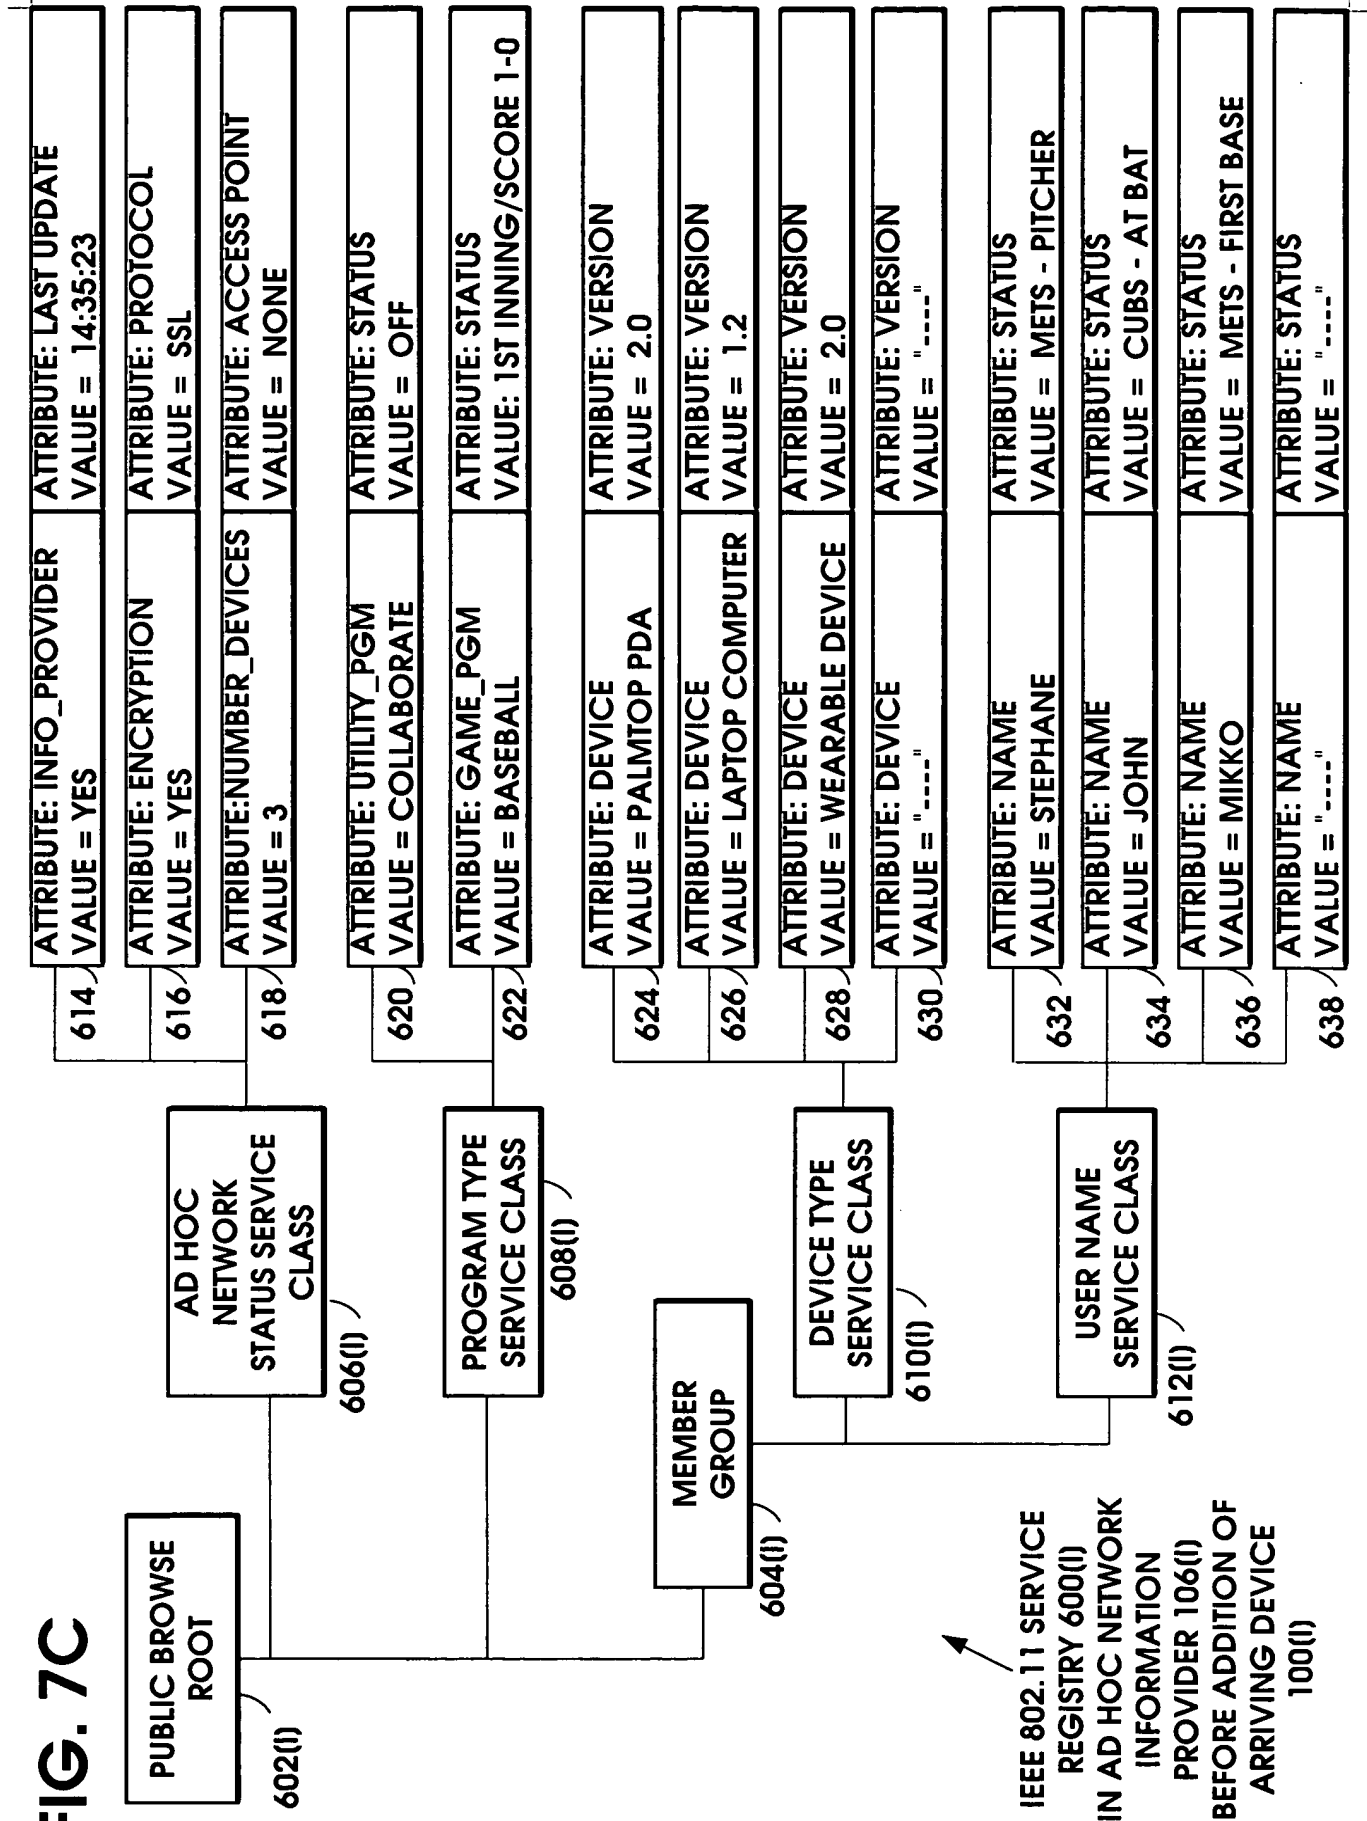 FIG. 7C
PUBLIC BROWSE
ROOT
602(I)
MEMBER
GROUP
604(I)
AD HOC
NETWORK
STATUS SERVICE
CLASS
606(I)
PROGRAM TYPE
SERVICE CLASS
608(I)
DEVICE TYPE
SERVICE CLASS
610(I)
USER NAME
SERVICE CLASS
612(I)
ATTRIBUTE: INFO_PROVIDER
VALUE = YES
ATTRIBUTE: LAST UPDATE
VALUE = 14:35:23
614
ATTRIBUTE: ENCRYPTION
VALUE = YES
ATTRIBUTE: PROTOCOL
VALUE = SSL
616
ATTRIBUTE:NUMBER_DEVICES
VALUE = 3
ATTRIBUTE: ACCESS POINT
VALUE = NONE
618
ATTRIBUTE: UTILITY_PGM
VALUE = COLLABORATE
ATTRIBUTE: STATUS
VALUE = OFF
620
ATTRIBUTE: GAME_PGM
VALUE = BASEBALL
ATTRIBUTE: STATUS
VALUE: 1ST INNING/SCORE 1-0
622
ATTRIBUTE: DEVICE
VALUE = PALMTOP PDA
ATTRIBUTE: VERSION
VALUE = 2.0
624
ATTRIBUTE: DEVICE
VALUE = LAPTOP COMPUTER
ATTRIBUTE: VERSION
VALUE = 1.2
626
ATTRIBUTE: DEVICE
VALUE = WEARABLE DEVICE
ATTRIBUTE: VERSION
VALUE = 2.0
628
ATTRIBUTE: DEVICE
VALUE = "----"
ATTRIBUTE: VERSION
VALUE = "----"
630
ATTRIBUTE: NAME
VALUE = STEPHANE
ATTRIBUTE: STATUS
VALUE = METS - PITCHER
632
ATTRIBUTE: NAME
VALUE = JOHN
ATTRIBUTE: STATUS
VALUE = CUBS - AT BAT
634
ATTRIBUTE: NAME
VALUE = MIKKO
ATTRIBUTE: STATUS
VALUE = METS - FIRST BASE
636
ATTRIBUTE: NAME
VALUE = "----"
ATTRIBUTE: STATUS
VALUE = "----"
638
IEEE 802.11 SERVICE
REGISTRY 600(I)
IN AD HOC NETWORK
INFORMATION
PROVIDER 106(I)
BEFORE ADDITION OF
ARRIVING DEVICE
100(I)